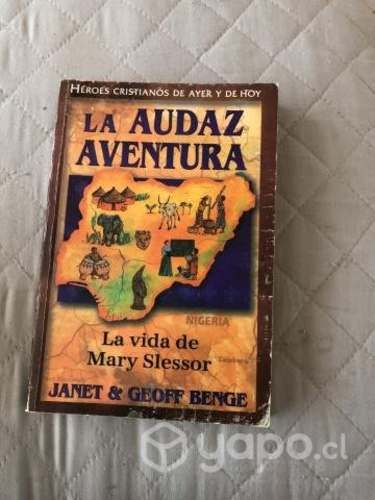 HÉROES CRISTIANOS DE AYER Y DE HOY
LA AUDAZ
AVENTURA
NIGERIA
La vida de
Mary Slessor
JANET & GEOFF BENGE
yapo.cl